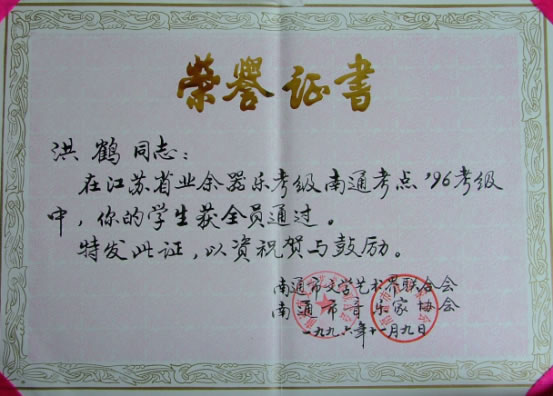 荣誉证书
洪鹤同志：
在江苏省业余器乐考级南通考点'96考级
中，你的学生获全员通过。
特发此证，以资祝贺与鼓励。
南通市文学艺术界联合会
南通市音乐家协会
一九九六年十一月九日